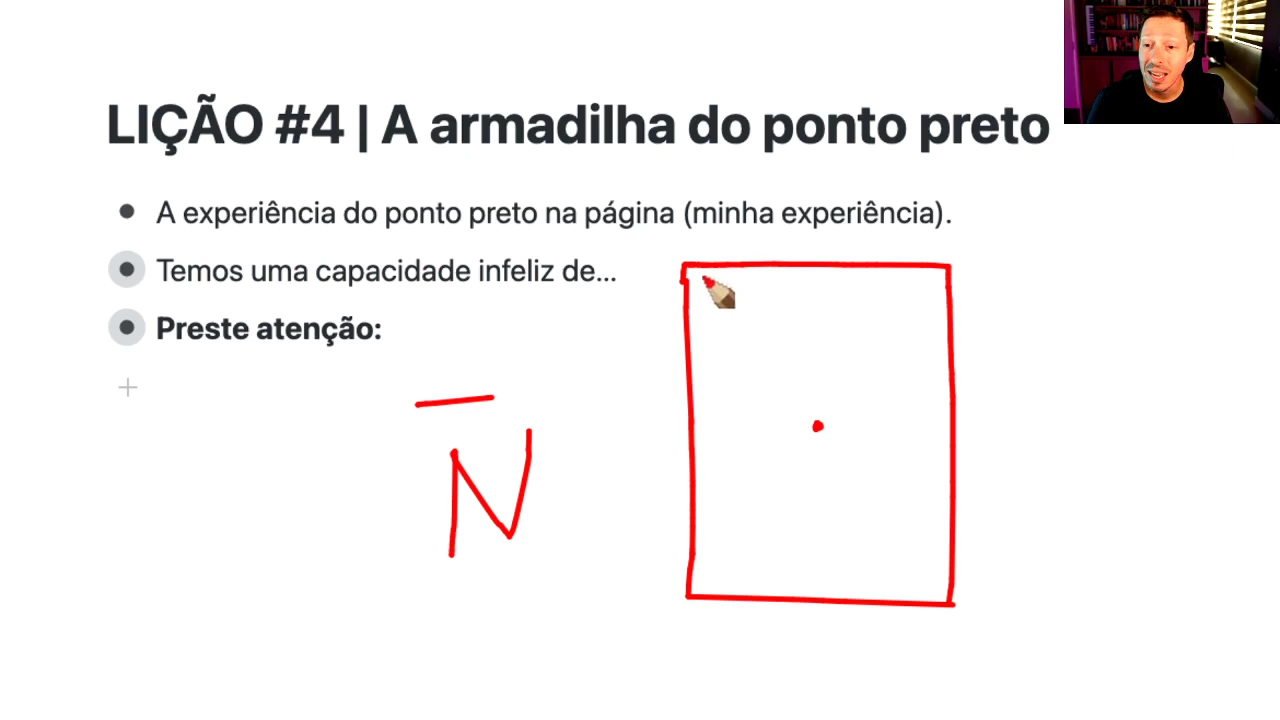 LIÇÃO #4 | A armadilha do ponto preto
A experiência do ponto preto na página (minha experiência).
Temos uma capacidade infeliz de...
Preste atenção:
N